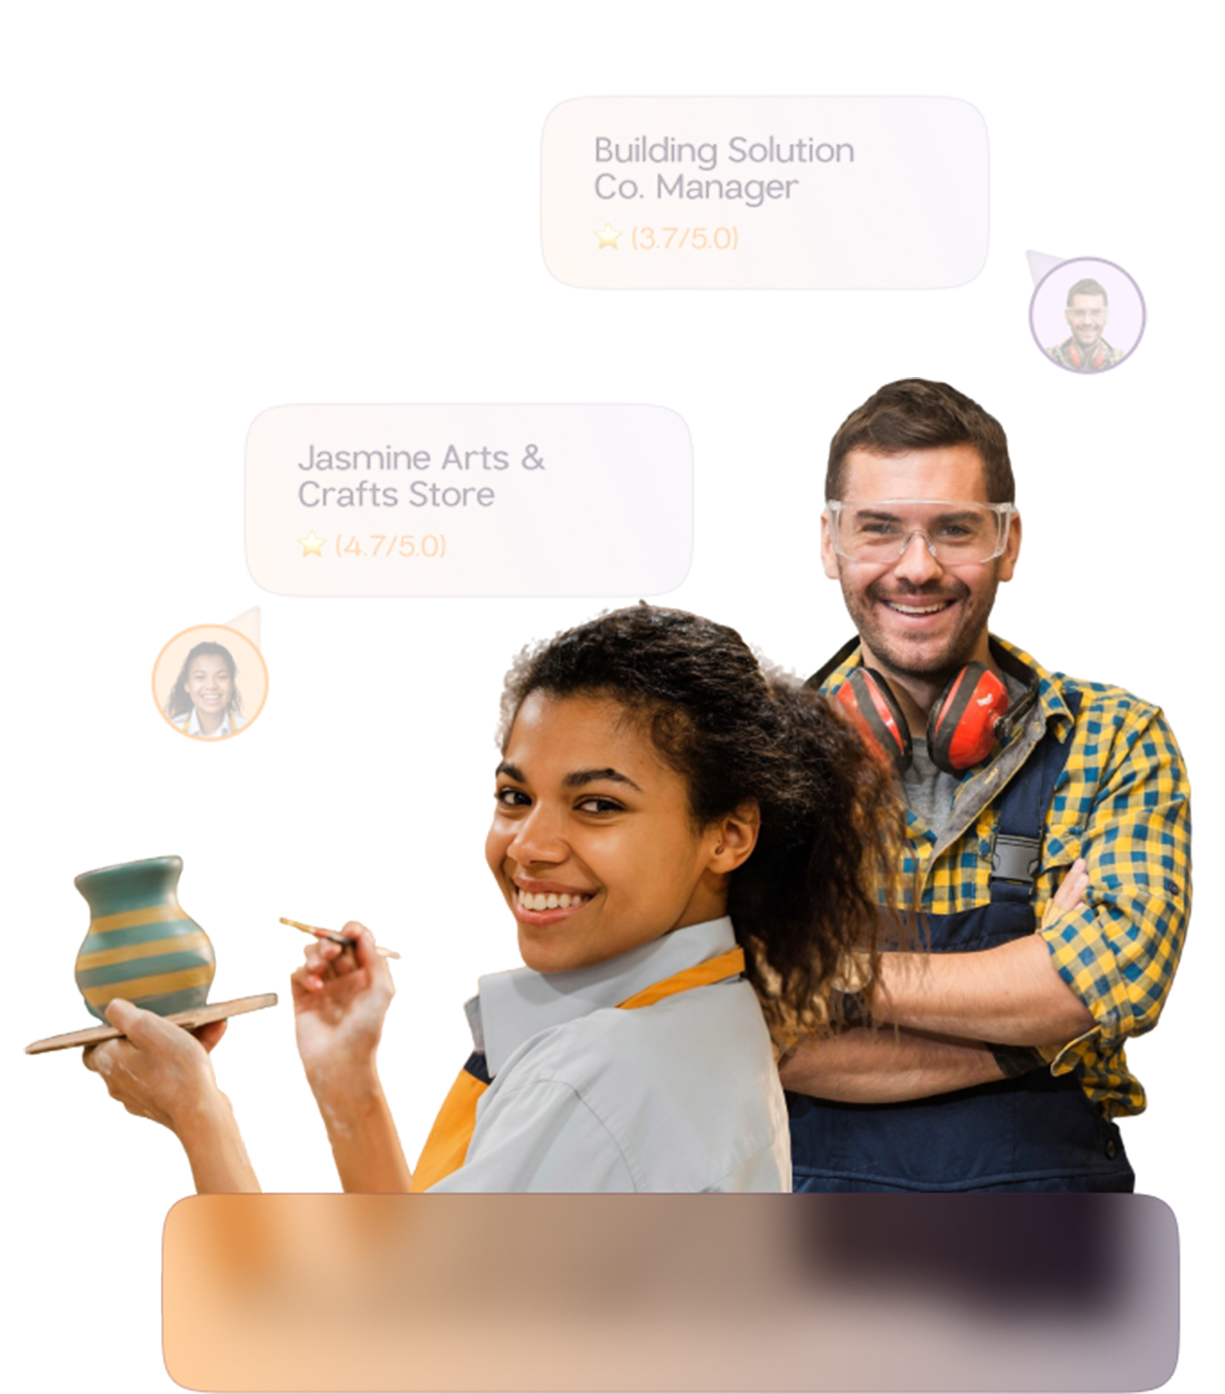 Building Solution
Co. Manager
⭐ (3.7/5.0)
Jasmine Arts &
Crafts Store
⭐ (4.7/5.0)